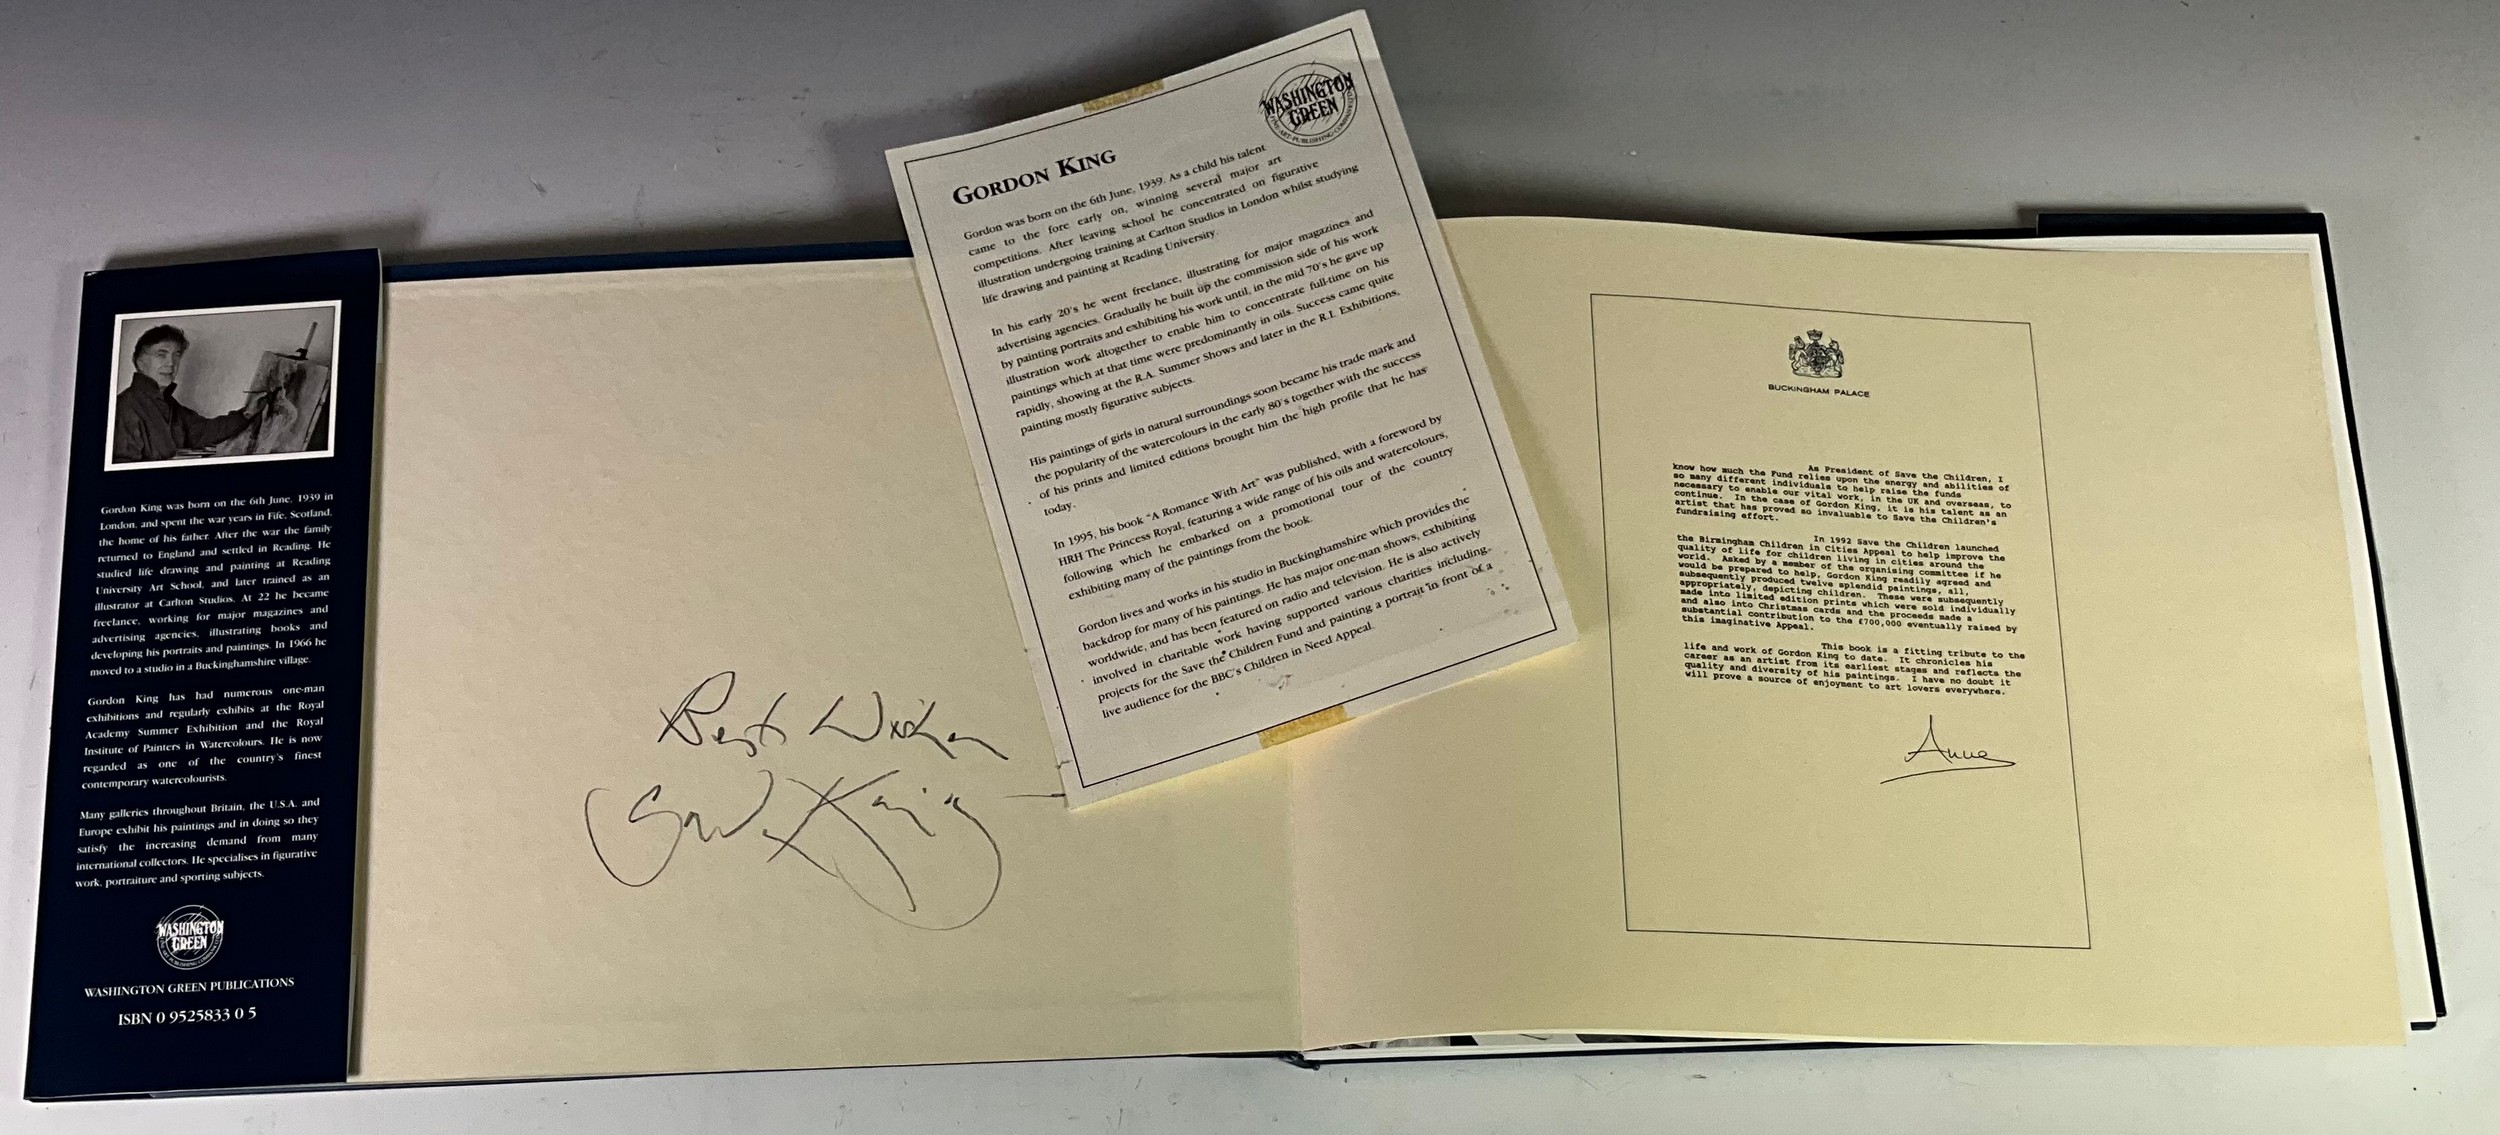 Gordon King was born on the 6th June, 1939 in
London, and spent the war years in Fife, Scotland,
the home of his father. After the war the family
returned to England and settled in Reading. He
studied life drawing and painting at Reading
University Art School, and later trained as an
illustrator at Carlton Studios. At 22 he became
freelance, working for major magazines and
advertising agencies, illustrating books and
developing his portraits and paintings. In 1966 he
moved to a studio in a Buckinghamshire village.
Gordon King has had numerous one-man
exhibitions and regularly exhibits at the Royal
Academy Summer Exhibition and the Royal
Institute of Painters in Watercolours. He is now
regarded as one of the country's finest
contemporary watercolourists.
Many galleries throughout Britain, the U.S.A. and
Europe exhibit his paintings and in doing so they
satisfy the increasing demand from many
international collectors. He specialises in figurative
work, portraiture and sporting subjects.
WASHINGTON
GREEN
FINE·ART·PUBLISHING·COMPANY·LTD
WASHINGTON GREEN PUBLICATIONS
ISBN 0 9525833 0 5
Best Wishes
Gordon King
WASHINGTON
GREEN
FINE·ART·PUBLISHING·COMPANY·LTD
GORDON KING
Gordon was born on the 6th June, 1939. As a child his talent
came to the fore early on, winning several major art
competitions. After leaving school he concentrated on figurative
illustration undergoing training at Carlton Studios in London whilst studying
life drawing and painting at Reading University.
In his early 20's he went freelance, illustrating for major magazines and
advertising agencies. Gradually he built up the commission side of his work
by painting portraits and exhibiting his work until, in the mid 70's he gave up
illustration work altogether to enable him to concentrate full-time on his
paintings which at that time were predominantly in oils. Success came quite
rapidly, showing at the R.A. Summer Shows and later in the R.I. Exhibitions,
painting mostly figurative subjects.
His paintings of girls in natural surroundings soon became his trade mark and
the popularity of the watercolours in the early 80's together with the success
of his prints and limited editions brought him the high profile that he has
today.
In 1995, his book "A Romance With Art" was published, with a foreword by
HRH The Princess Royal, featuring a wide range of his oils and watercolours,
following which he embarked on a promotional tour of the country
exhibiting many of the paintings from the book.
Gordon lives and works in his studio in Buckinghamshire which provides the
backdrop for many of his paintings. He has major one-man shows, exhibiting
worldwide, and has been featured on radio and television. He is also actively
involved in charitable work having supported various charities including
projects for the Save the Children Fund and painting a portrait in front of a
live audience for the BBC's Children in Need Appeal.
BUCKINGHAM PALACE
As President of Save the Children, I
know how much the Fund relies upon the energy and abilities of
so many different individuals to help raise the funds
necessary to enable our vital work, in the UK and overseas, to
continue. In the case of Gordon King, it is his talent as an
artist that has proved so invaluable to Save the Children's
fundraising effort.
In 1992 Save the Children launched
the Birmingham Children in Cities Appeal to help improve the
quality of life for children living in cities around the
world. Asked by a member of the organising committee if he
would be prepared to help, Gordon King readily agreed and
subsequently produced twelve splendid paintings, all,
appropriately, depicting children. These were subsequently
made into limited edition prints which were sold individually
and also into Christmas cards and the proceeds made a
substantial contribution to the £700,000 eventually raised by
this imaginative Appeal.
This book is a fitting tribute to the
life and work of Gordon King to date. It chronicles his
career as an artist from its earliest stages and reflects the
quality and diversity of his paintings. I have no doubt it
will prove a source of enjoyment to art lovers everywhere.
Anne